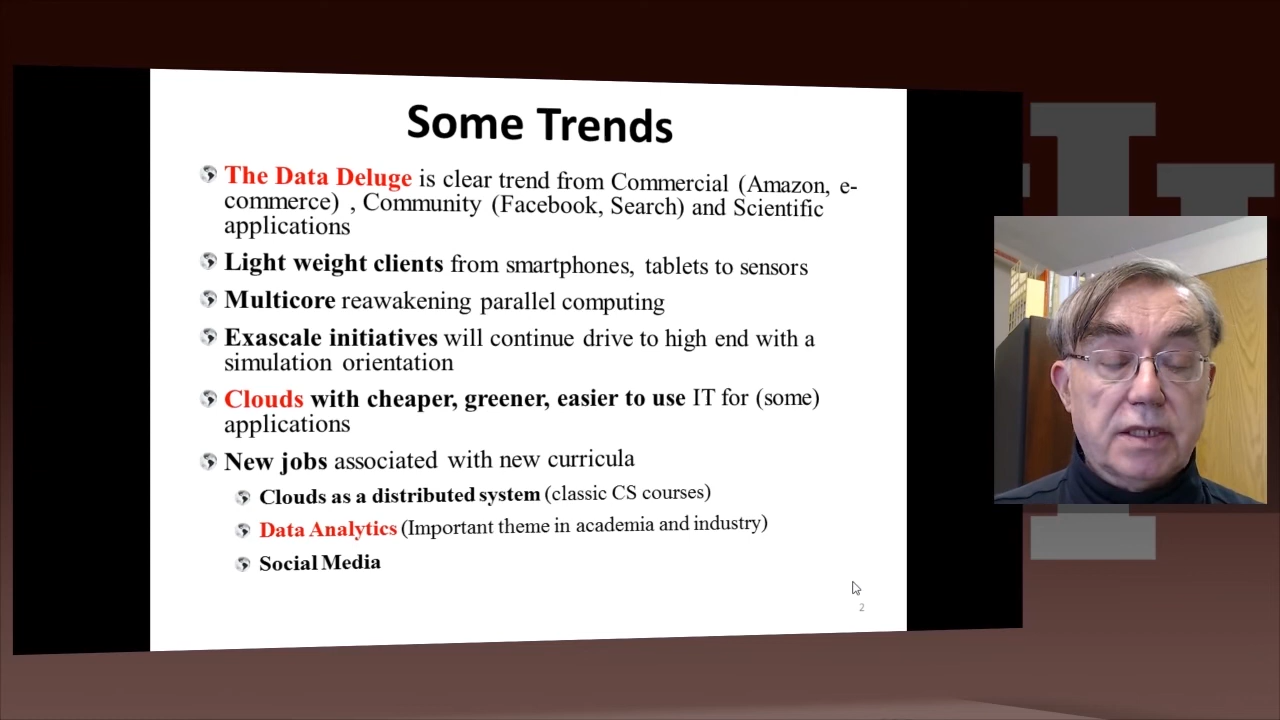 Some Trends
The Data Deluge is clear trend from Commercial (Amazon, e-
commerce) , Community (Facebook, Search) and Scientific
applications
Light weight clients from smartphones, tablets to sensors
Multicore reawakening parallel computing
Exascale initiatives will continue drive to high end with a
simulation orientation
Clouds with cheaper, greener, easier to use IT for (some)
applications
New jobs associated with new curricula
Clouds as a distributed system (classic CS courses)
Data Analytics (Important theme in academia and industry)
Social Media
2